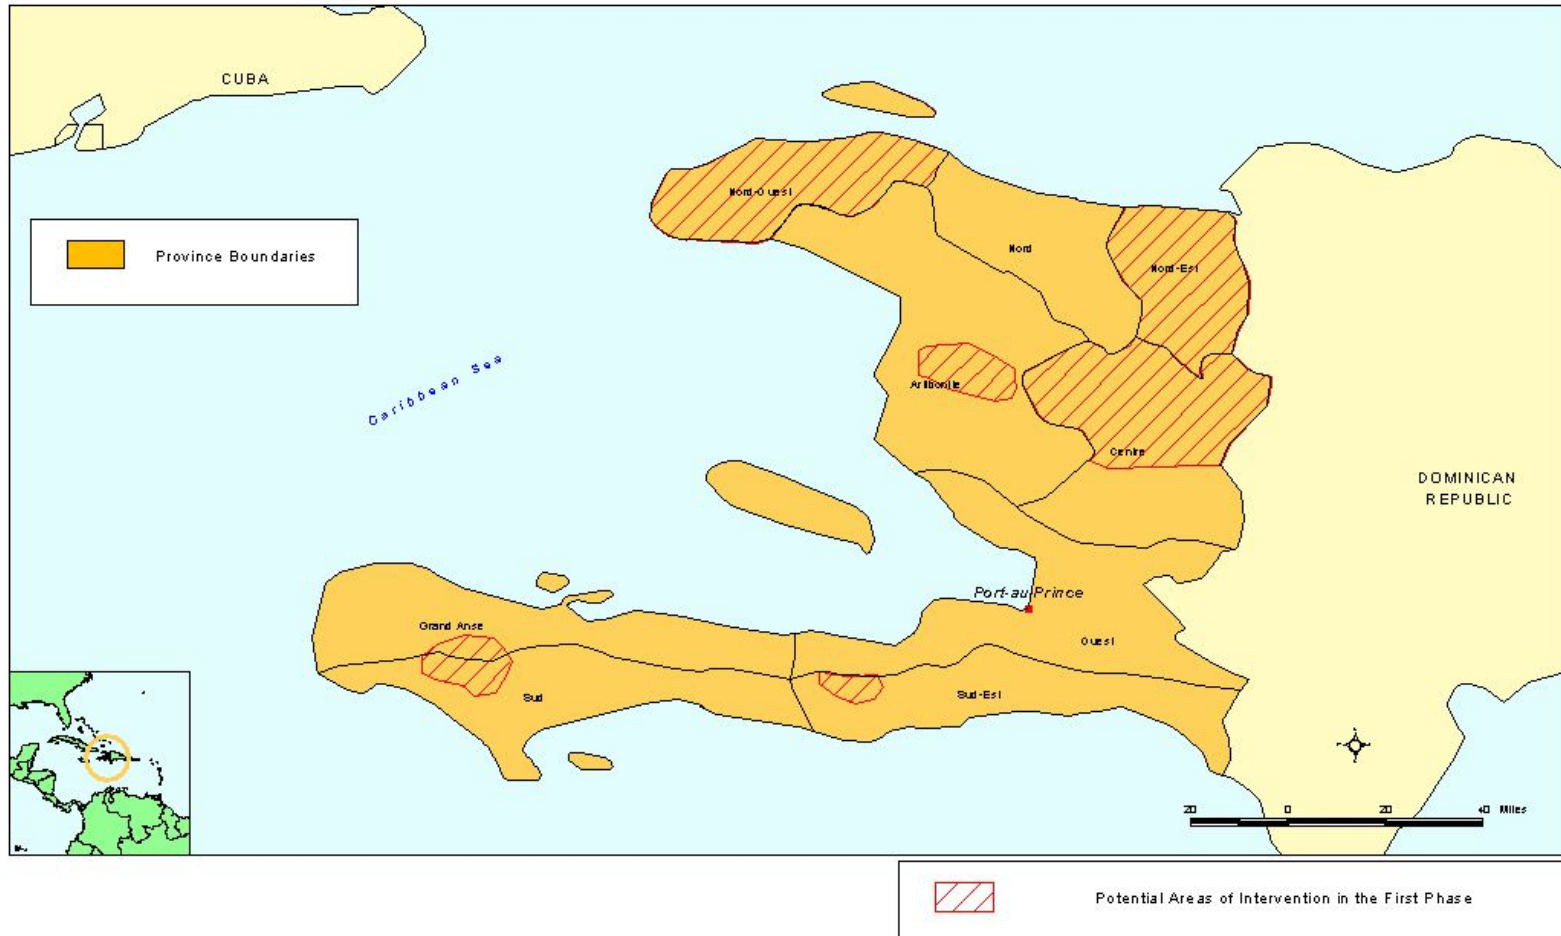 CUBA
Nord-Ouest
Province Boundaries
Nord
Nord-Est
Caribbean Sea
Artibonite
Centre
DOMINICAN
REPUBLIC
Port-au-Prince
Grand Anse
Ouest
Sud
Sud-Est
20 0 20 40 Miles
Potential Areas of Intervention in the First Phase